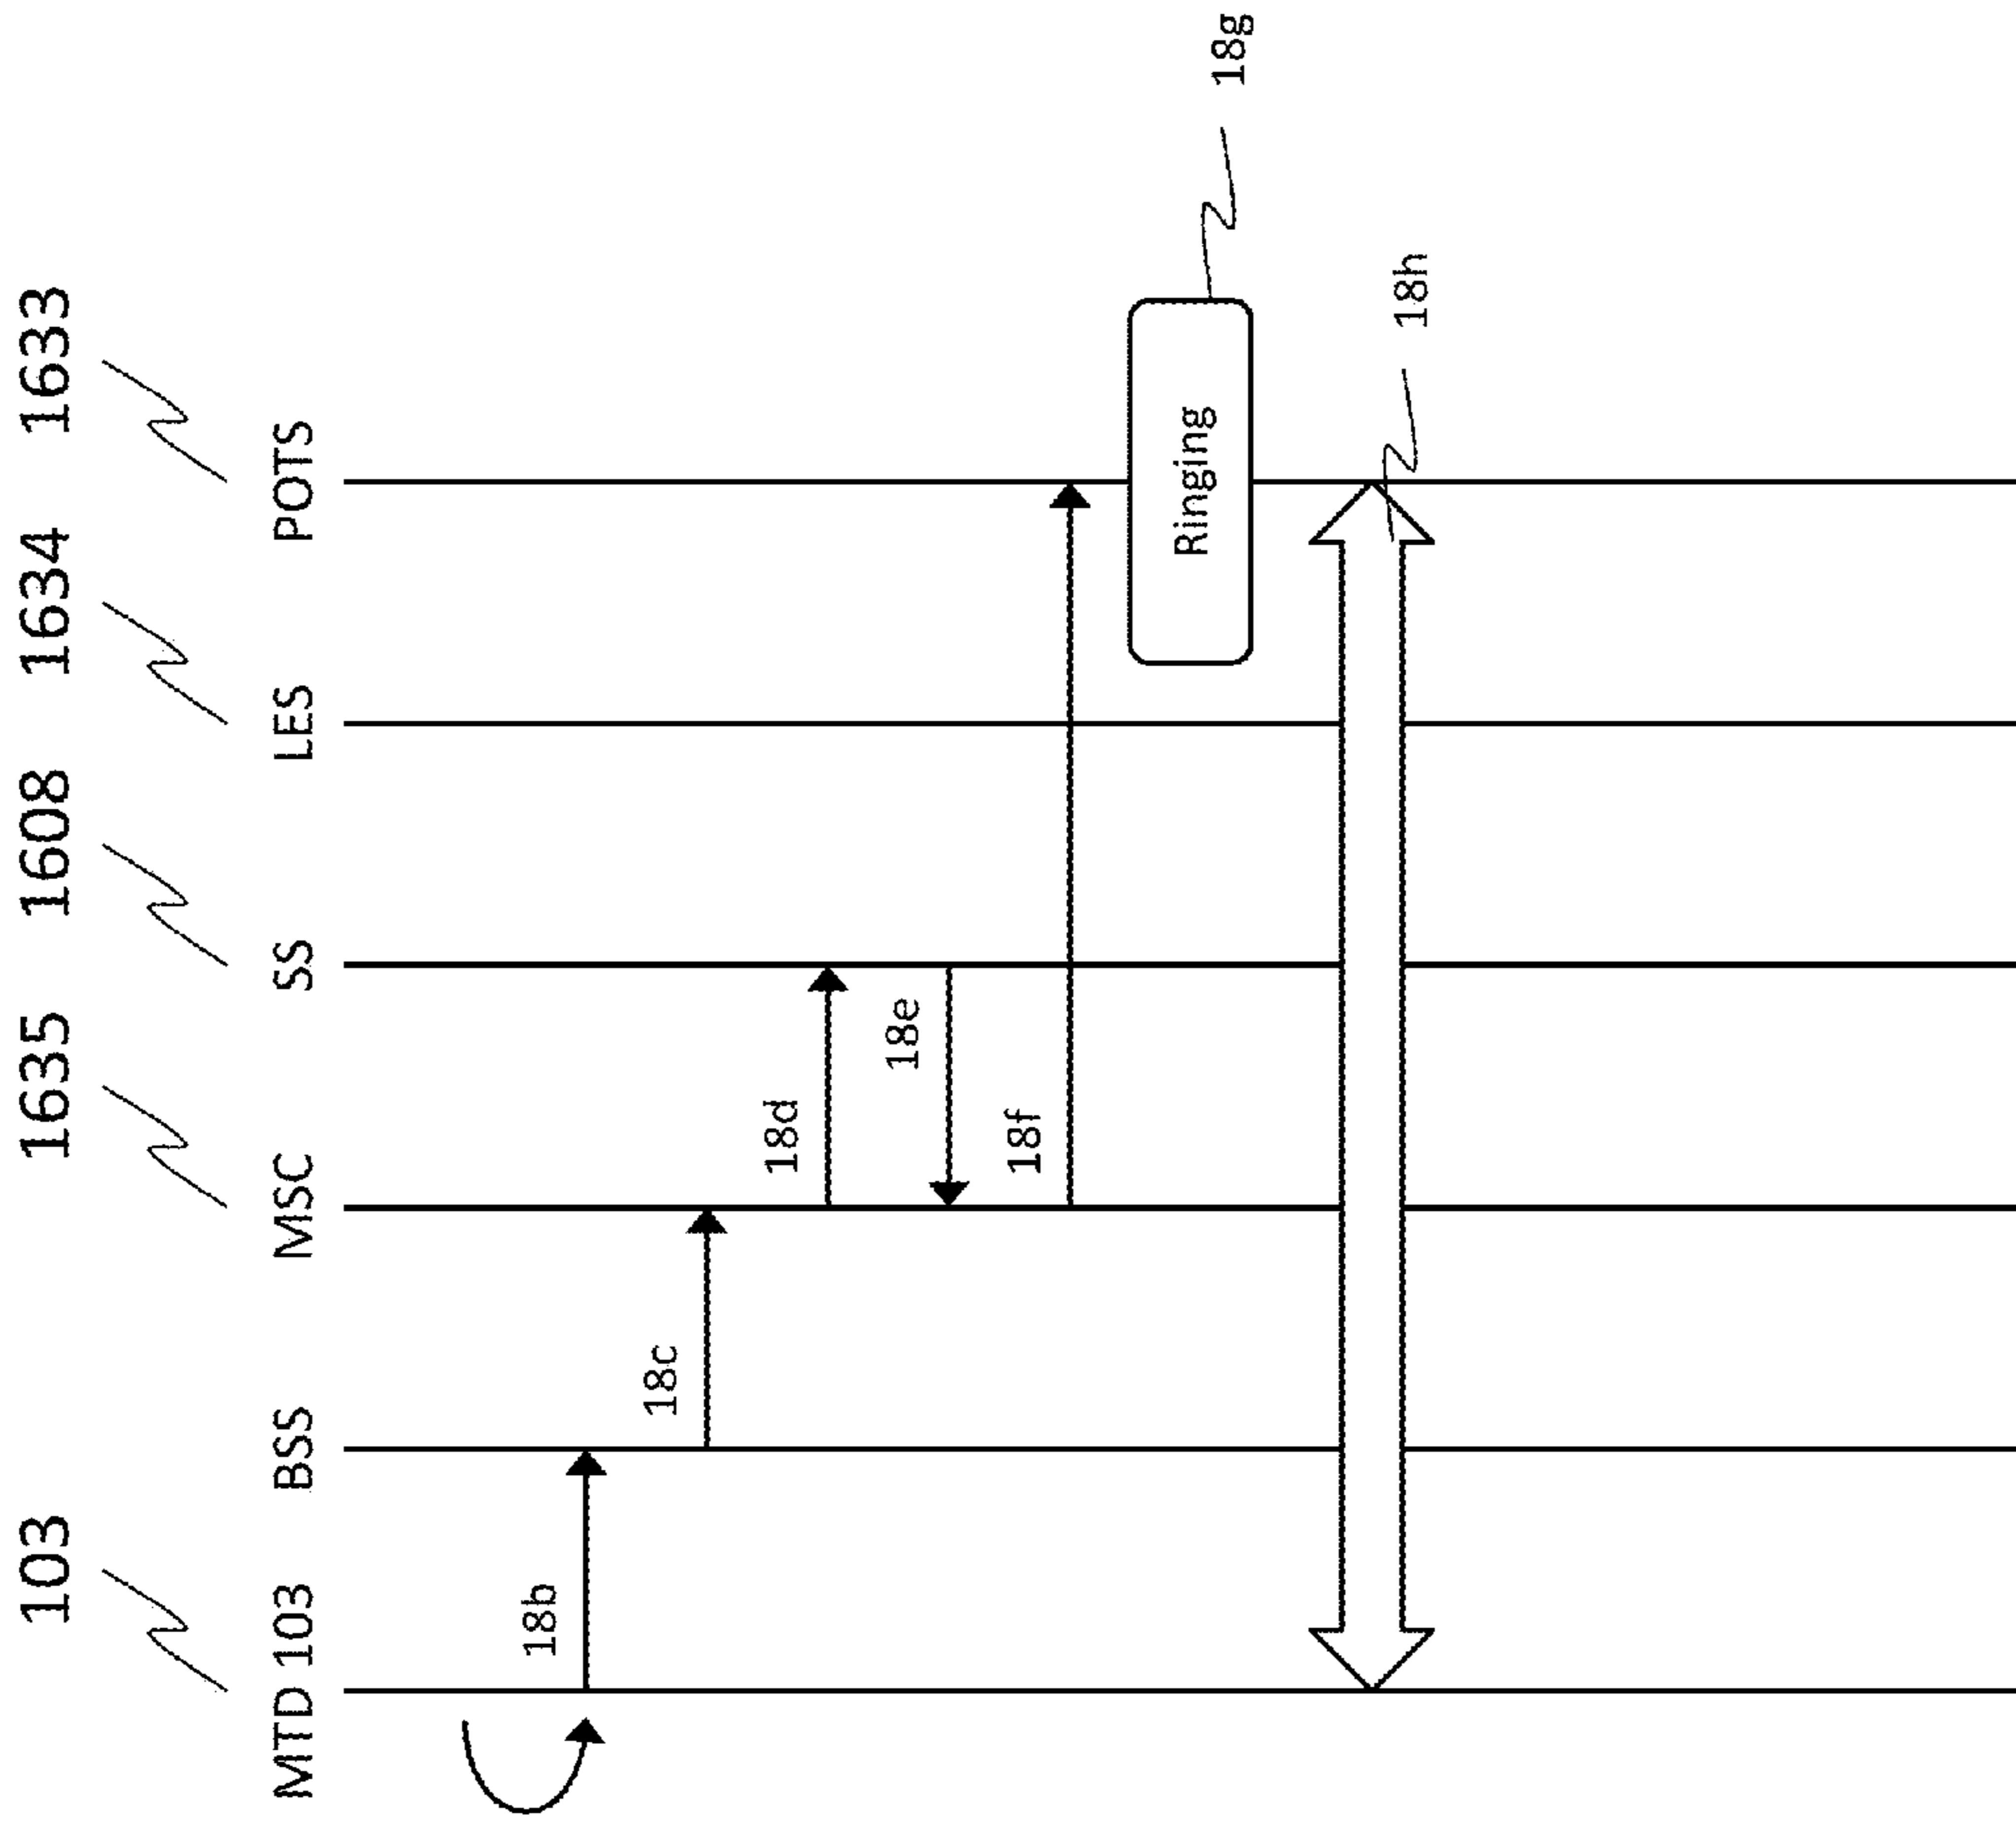 103
1635
1608
1634
1633
MTD 103
BSS
MSC
SS
LES
POTS
18b
18c
18d
18e
18f
Ringing
18g
18h